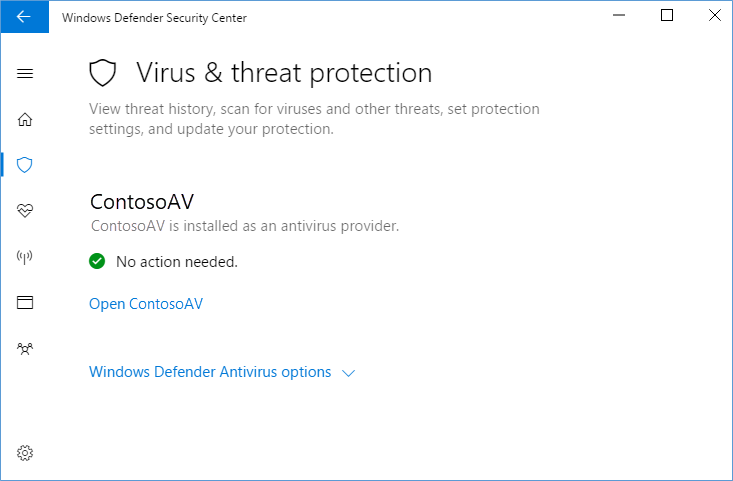 Windows Defender Security Center
Virus & threat protection
View threat history, scan for viruses and other threats, set protection
settings, and update your protection.
ContosoAV
ContosoAV is installed as an antivirus provider.
No action needed.
Open ContosoAV
Windows Defender Antivirus options